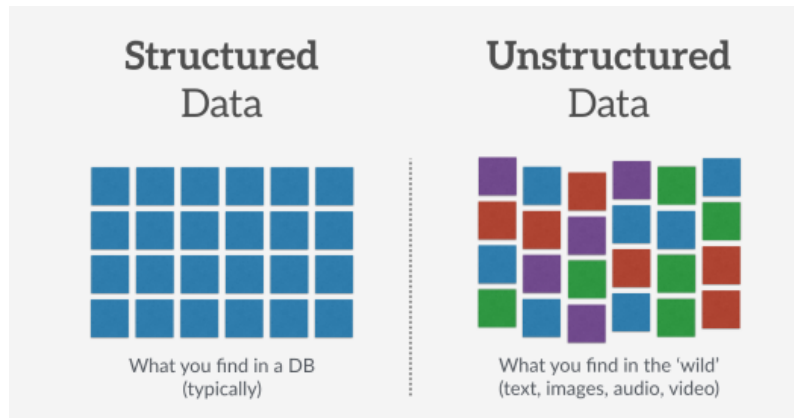 Structured
Data
What you find in a DB
(typically)
Unstructured
Data
What you find in the ‘wild’
(text, images, audio, video)